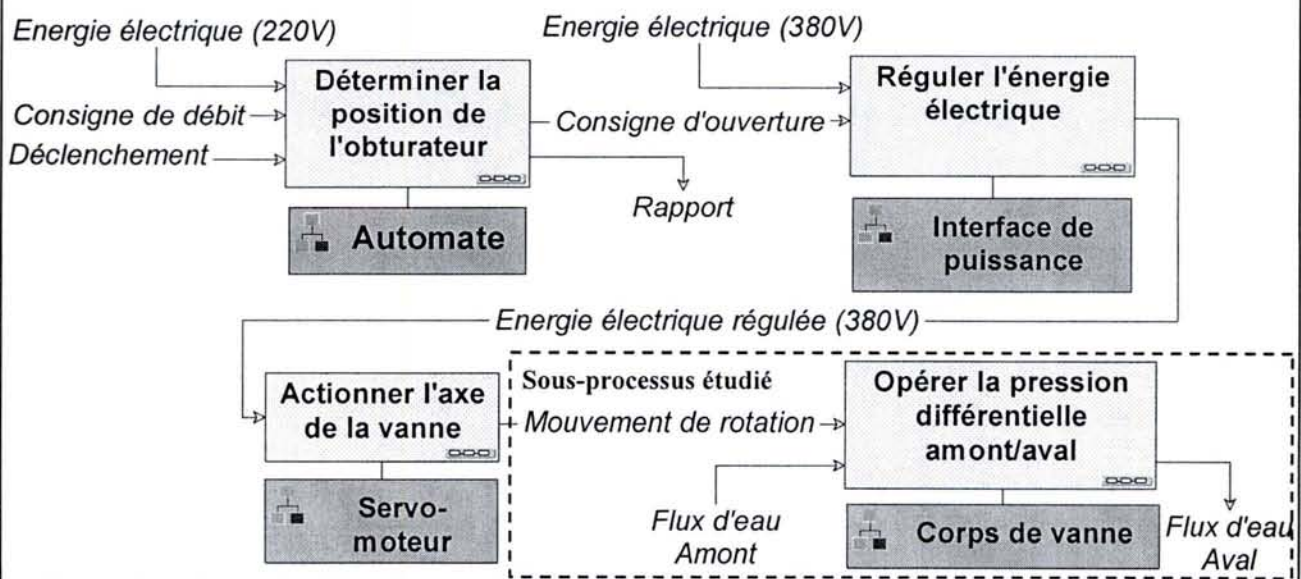 Energie électrique (220V)
Energie électrique (380V)
Déterminer la
position de
l'obturateur
Consigne de débit
Déclenchement
Consigne d'ouverture
Rapport
Automate
Réguler l'énergie
électrique
Interface de
puissance
Energie électrique régulée (380V)
Actionner l'axe
de la vanne
Servo-
moteur
Sous-processus étudié
Mouvement de rotation
Opérer la pression
différentielle
amont/aval
Flux d'eau
Amont
Corps de vanne
Flux d'eau
Aval